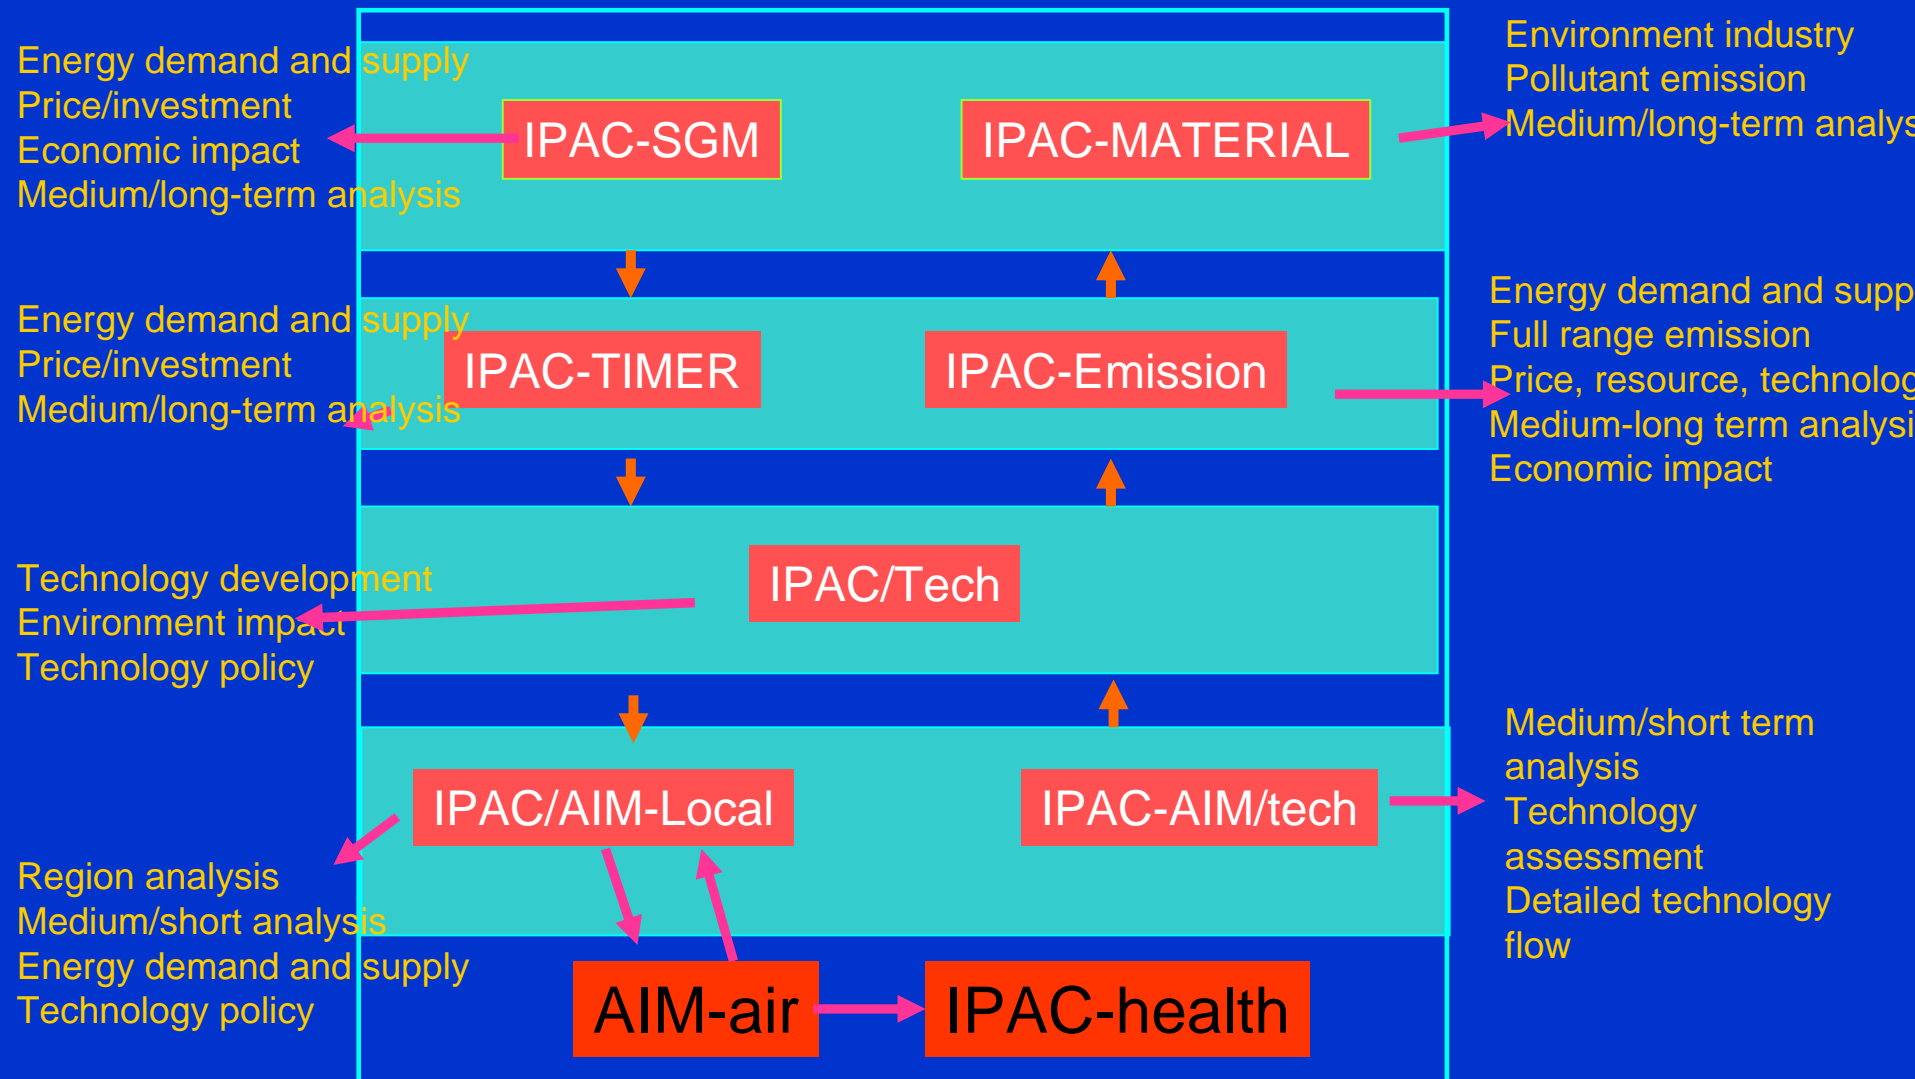 Energy demand and supply
Price/investment
Economic impact
Medium/long-term analysis
IPAC-SGM
IPAC-MATERIAL
Environment industry
Pollutant emission
Medium/long-term analys
Energy demand and supply
Price/investment
Medium/long-term analysis
IPAC-TIMER
IPAC-Emission
Energy demand and supp
Full range emission
Price, resource, technolog
Medium-long term analysi
Economic impact
Technology development
Environment impact
Technology policy
IPAC/Tech
IPAC/AIM-Local
IPAC-AIM/tech
Medium/short term
analysis
Technology
assessment
Detailed technology
flow
Region analysis
Medium/short analysis
Energy demand and supply
Technology policy
AIM-air
IPAC-health